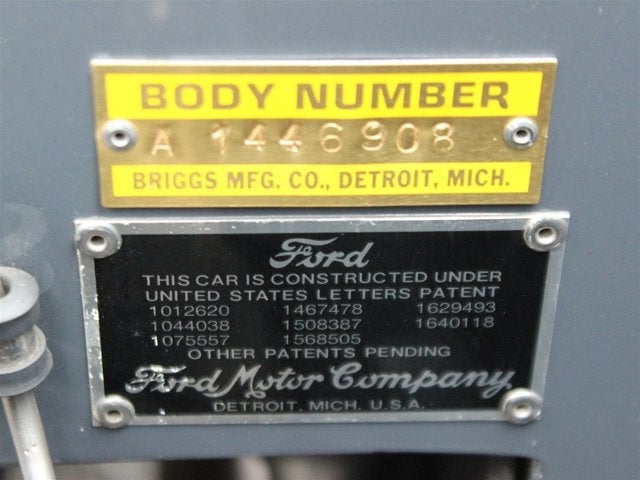 BODY NUMBER
A 1446908
BRIGGS MFG. CO., DETROIT, MICH.
Ford
THIS CAR IS CONSTRUCTED UNDER
UNITED STATES LETTERS PATENT
1012620 1467478 1629493
1044038 1508387 1640118
1075557 1568505
OTHER PATENTS PENDING
Ford Motor Company
DETROIT, MICH. U.S.A.